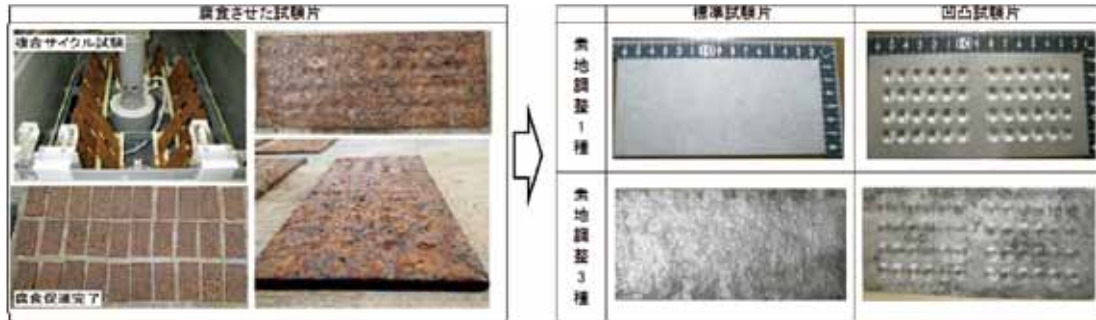 腐食させた試験片
複合サイクル試験
腐食促進完了
標準試験片
凹凸試験片
素地調整1種
素地調整3種